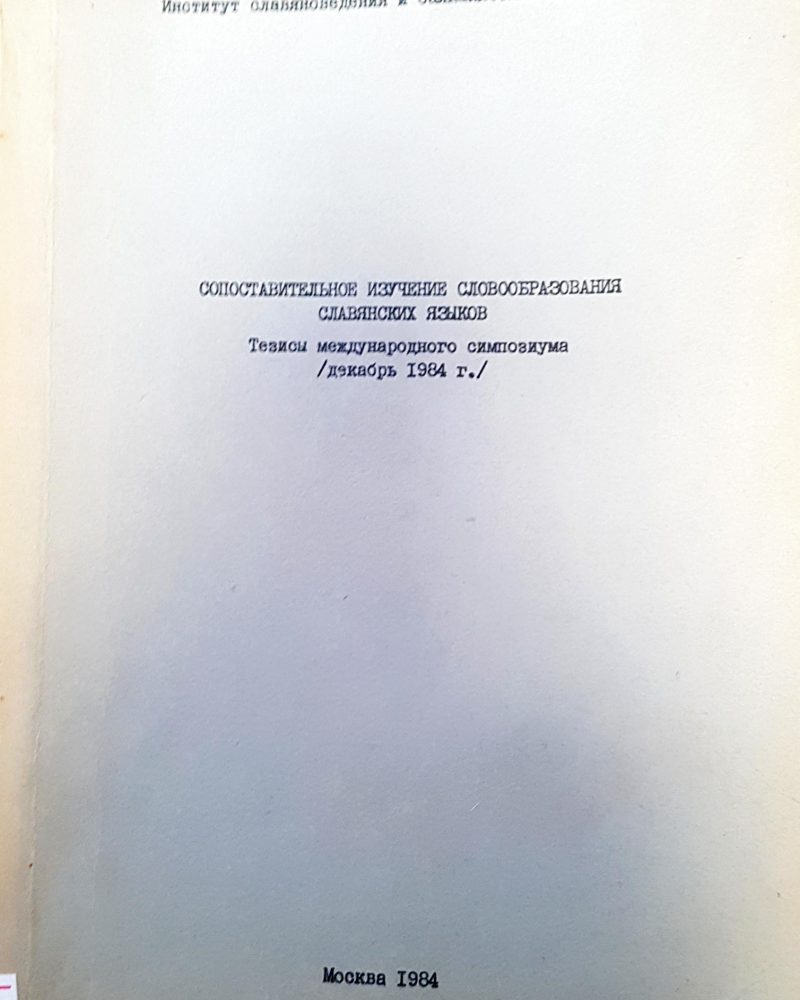 Институт славяноведения и
СОПОСТАВИТЕЛЬНОЕ ИЗУЧЕНИЕ СЛОВООБРАЗОВАНИЯ
СЛАВЯНСКИХ ЯЗЫКОВ
Тезисы международного симпозиума
/декабрь 1984 г./
Москва 1984